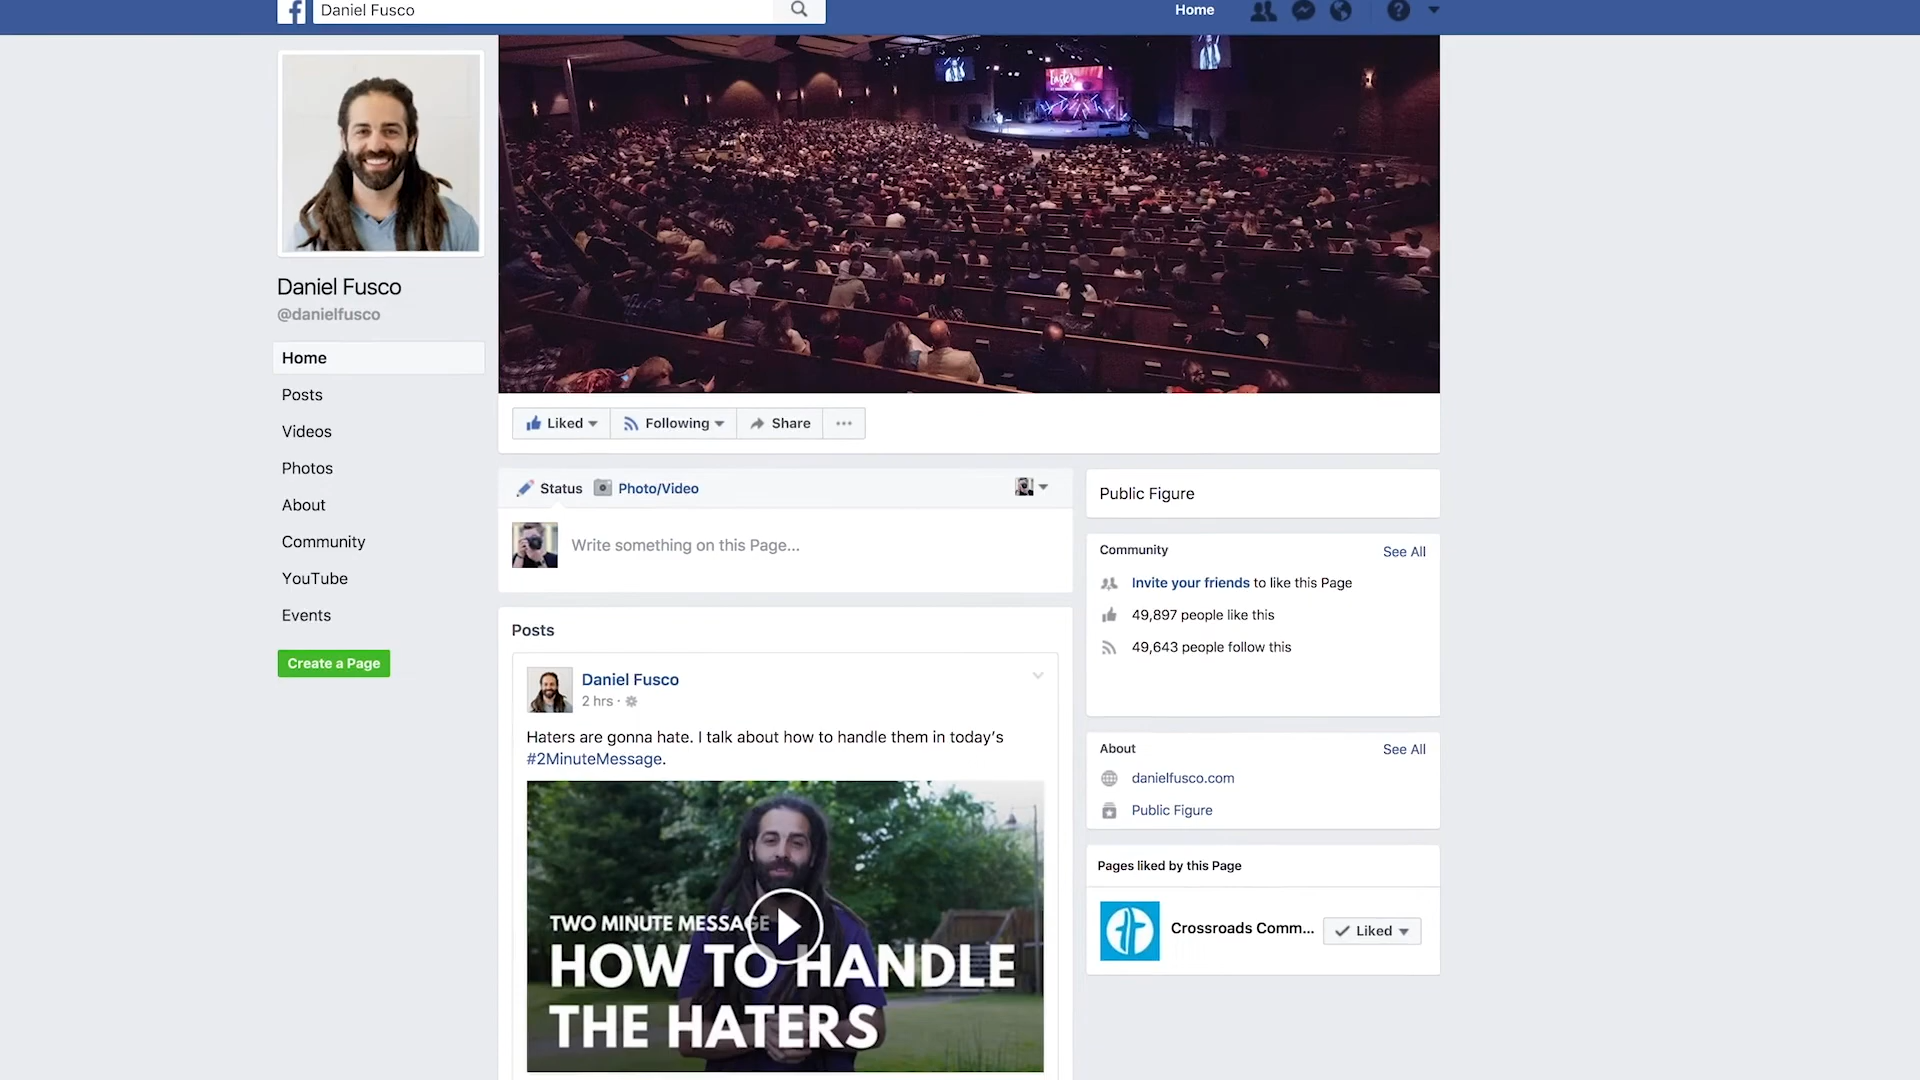 Daniel Fusco
Home
Easter
Daniel Fusco
@danielfusco
Home
Posts
Videos
Photos
About
Community
YouTube
Events
Create a Page
Liked
Following
Share
Status
Photo/Video
Write something on this Page...
Posts
Daniel Fusco
2 hrs ·
Haters are gonna hate. I talk about how to handle them in today’s
#2MinuteMessage.
TWO MINUTE MESSAGE
HOW TO HANDLE
THE HATERS
Public Figure
Community
See All
Invite your friends to like this Page
49,897 people like this
49,643 people follow this
About
See All
danielfusco.com
Public Figure
Pages liked by this Page
Crossroads Comm...
Liked